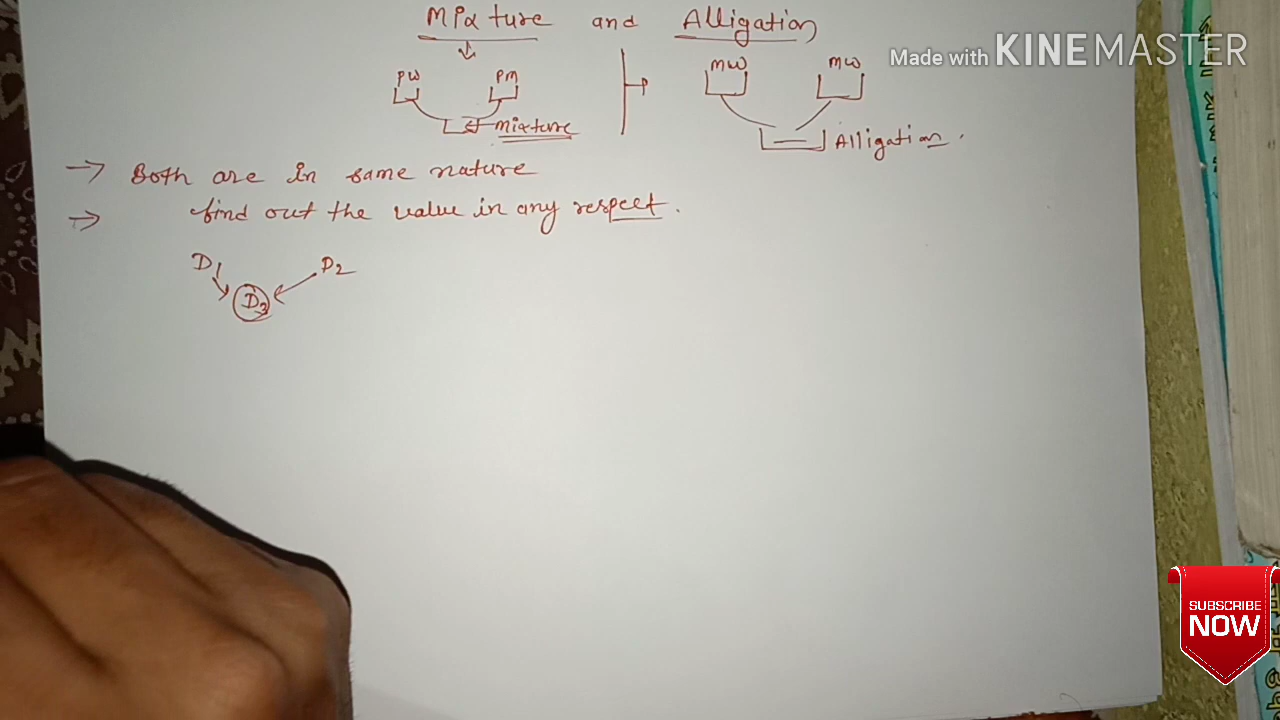 Mixture and Alligation
Made with KINEMASTER
PW PM MW MW
Mixture
Alligation.
→ Both are in same nature
→ find out the value in any respect.
D1 D2
D3
SUBSCRIBE
NOW